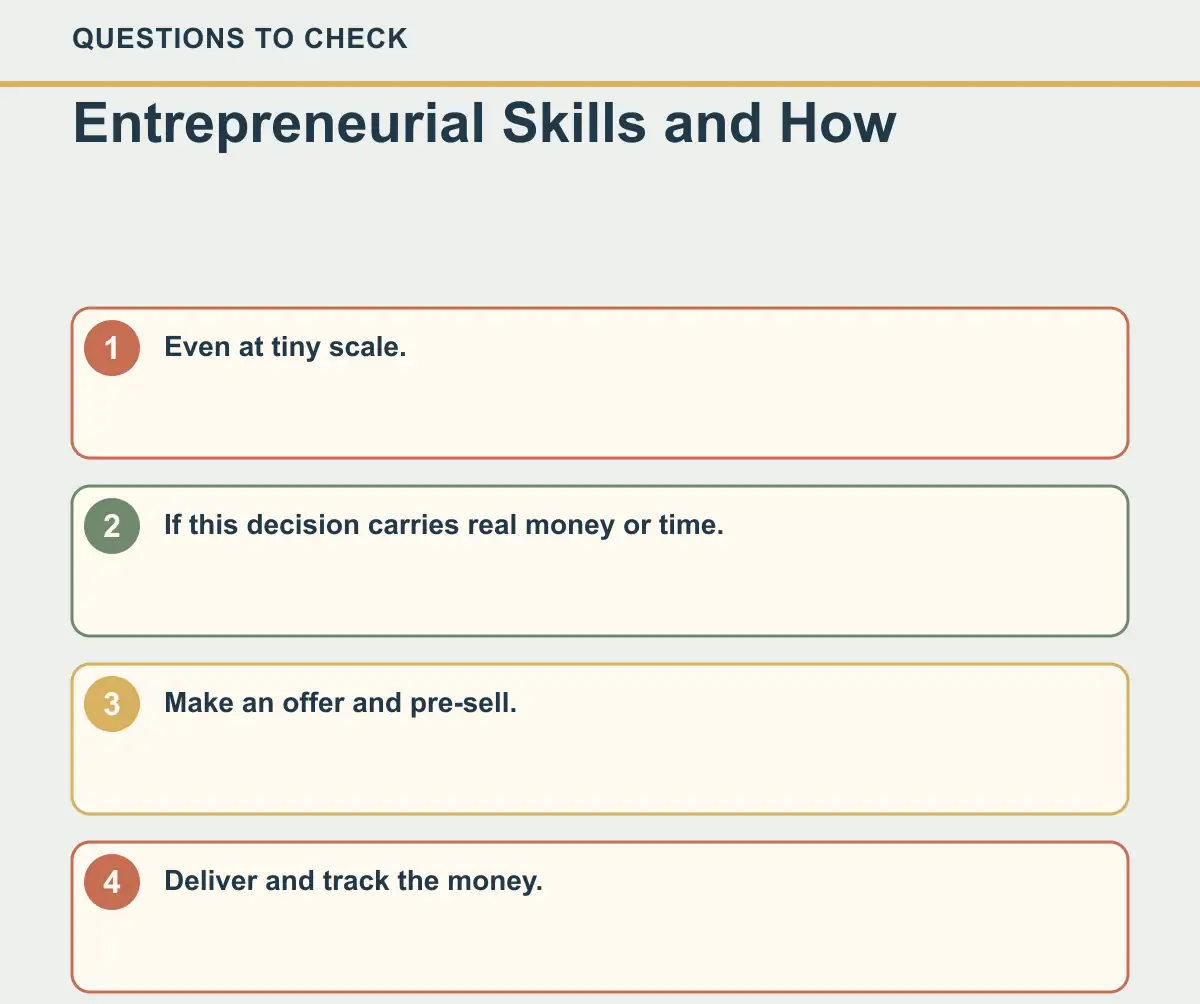 QUESTIONS TO CHECK
Entrepreneurial Skills and How
1
Even at tiny scale.
2
If this decision carries real money or time.
3
Make an offer and pre-sell.
4
Deliver and track the money.